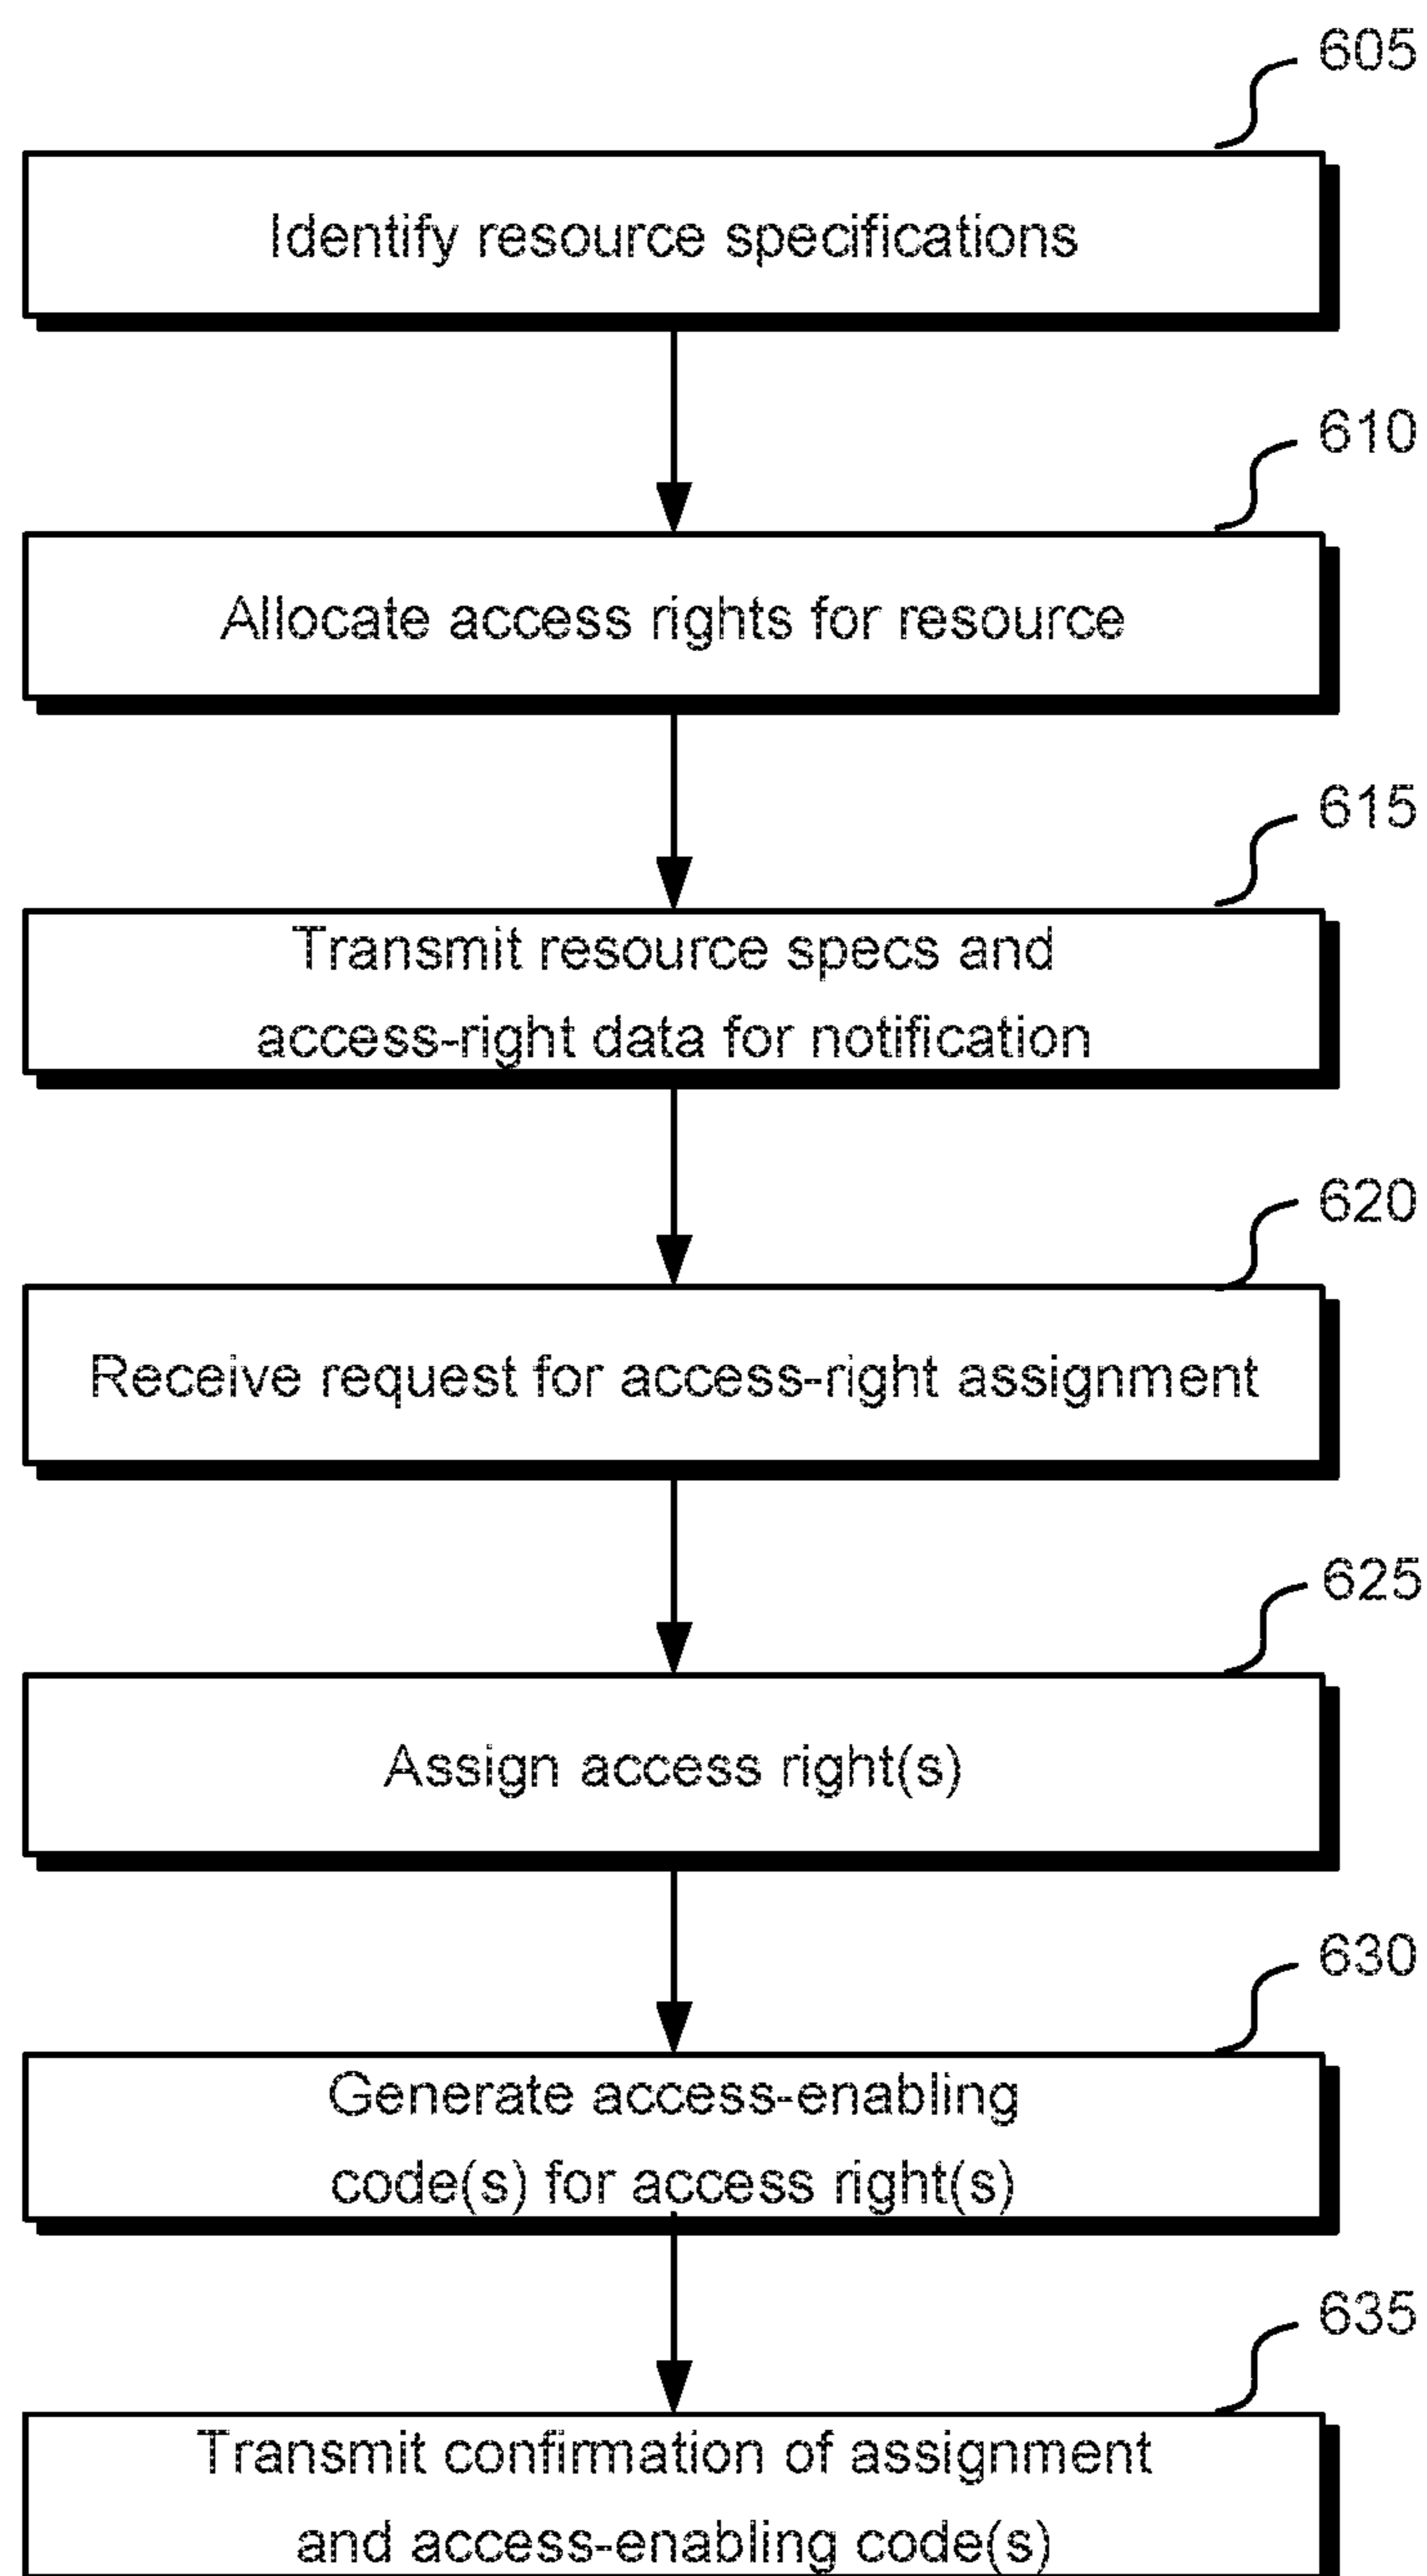 605
Identify resource specifications
610
Allocate access rights for resource
615
Transmit resource specs and
access-right data for notification
620
Receive request for access-right assignment
625
Assign access right(s)
630
Generate access-enabling
code(s) for access right(s)
635
Transmit confirmation of assignment
and access-enabling code(s)